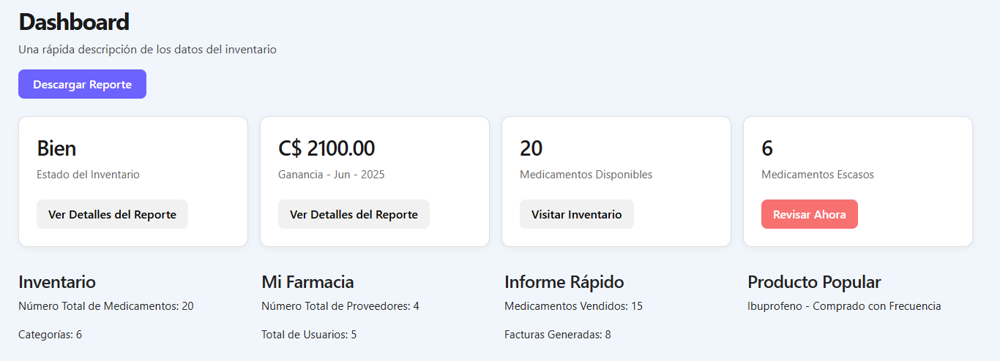 Dashboard
Una rápida descripción de los datos del inventario
Descargar Reporte
Bien
Estado del Inventario
Ver Detalles del Reporte
C$ 2100.00
Ganancia - Jun - 2025
Ver Detalles del Reporte
20
Medicamentos Disponibles
Visitar Inventario
6
Medicamentos Escasos
Revisar Ahora
Inventario
Número Total de Medicamentos: 20
Categorías: 6
Mi Farmacia
Número Total de Proveedores: 4
Total de Usuarios: 5
Informe Rápido
Medicamentos Vendidos: 15
Facturas Generadas: 8
Producto Popular
Ibuprofeno - Comprado con Frecuencia